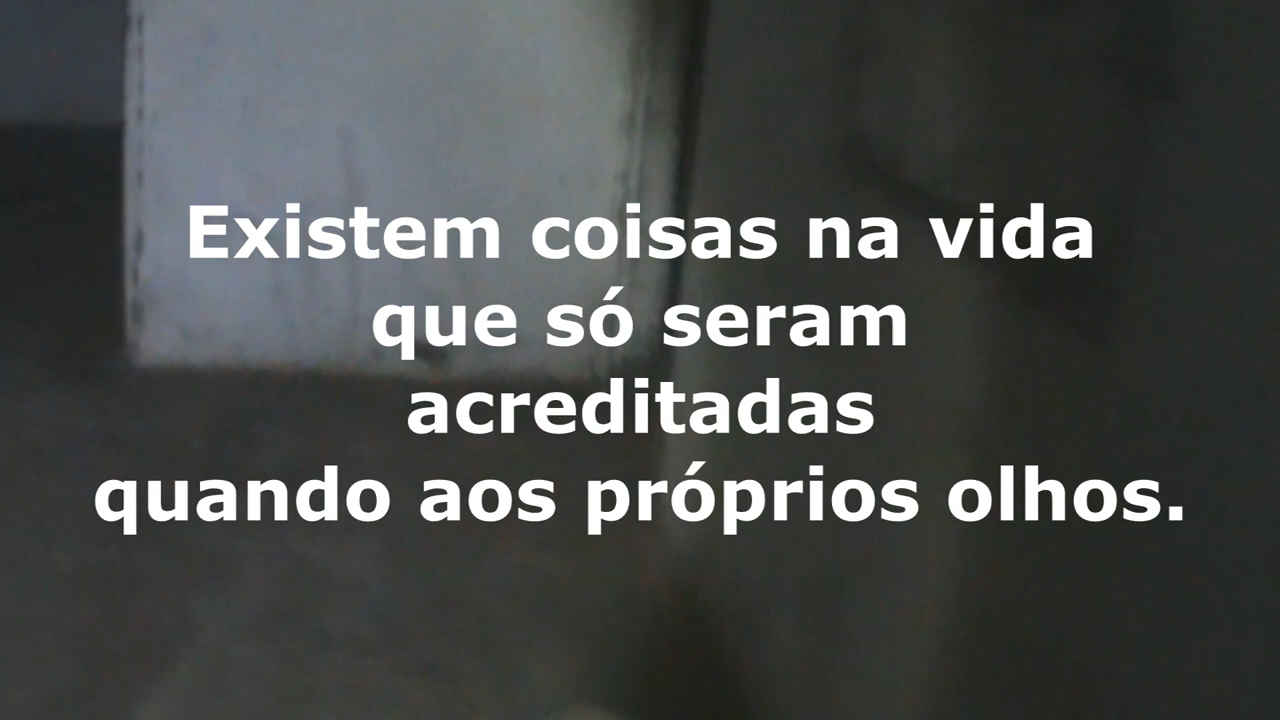 Existem coisas na vida
que só seram
acreditadas
quando aos próprios olhos.